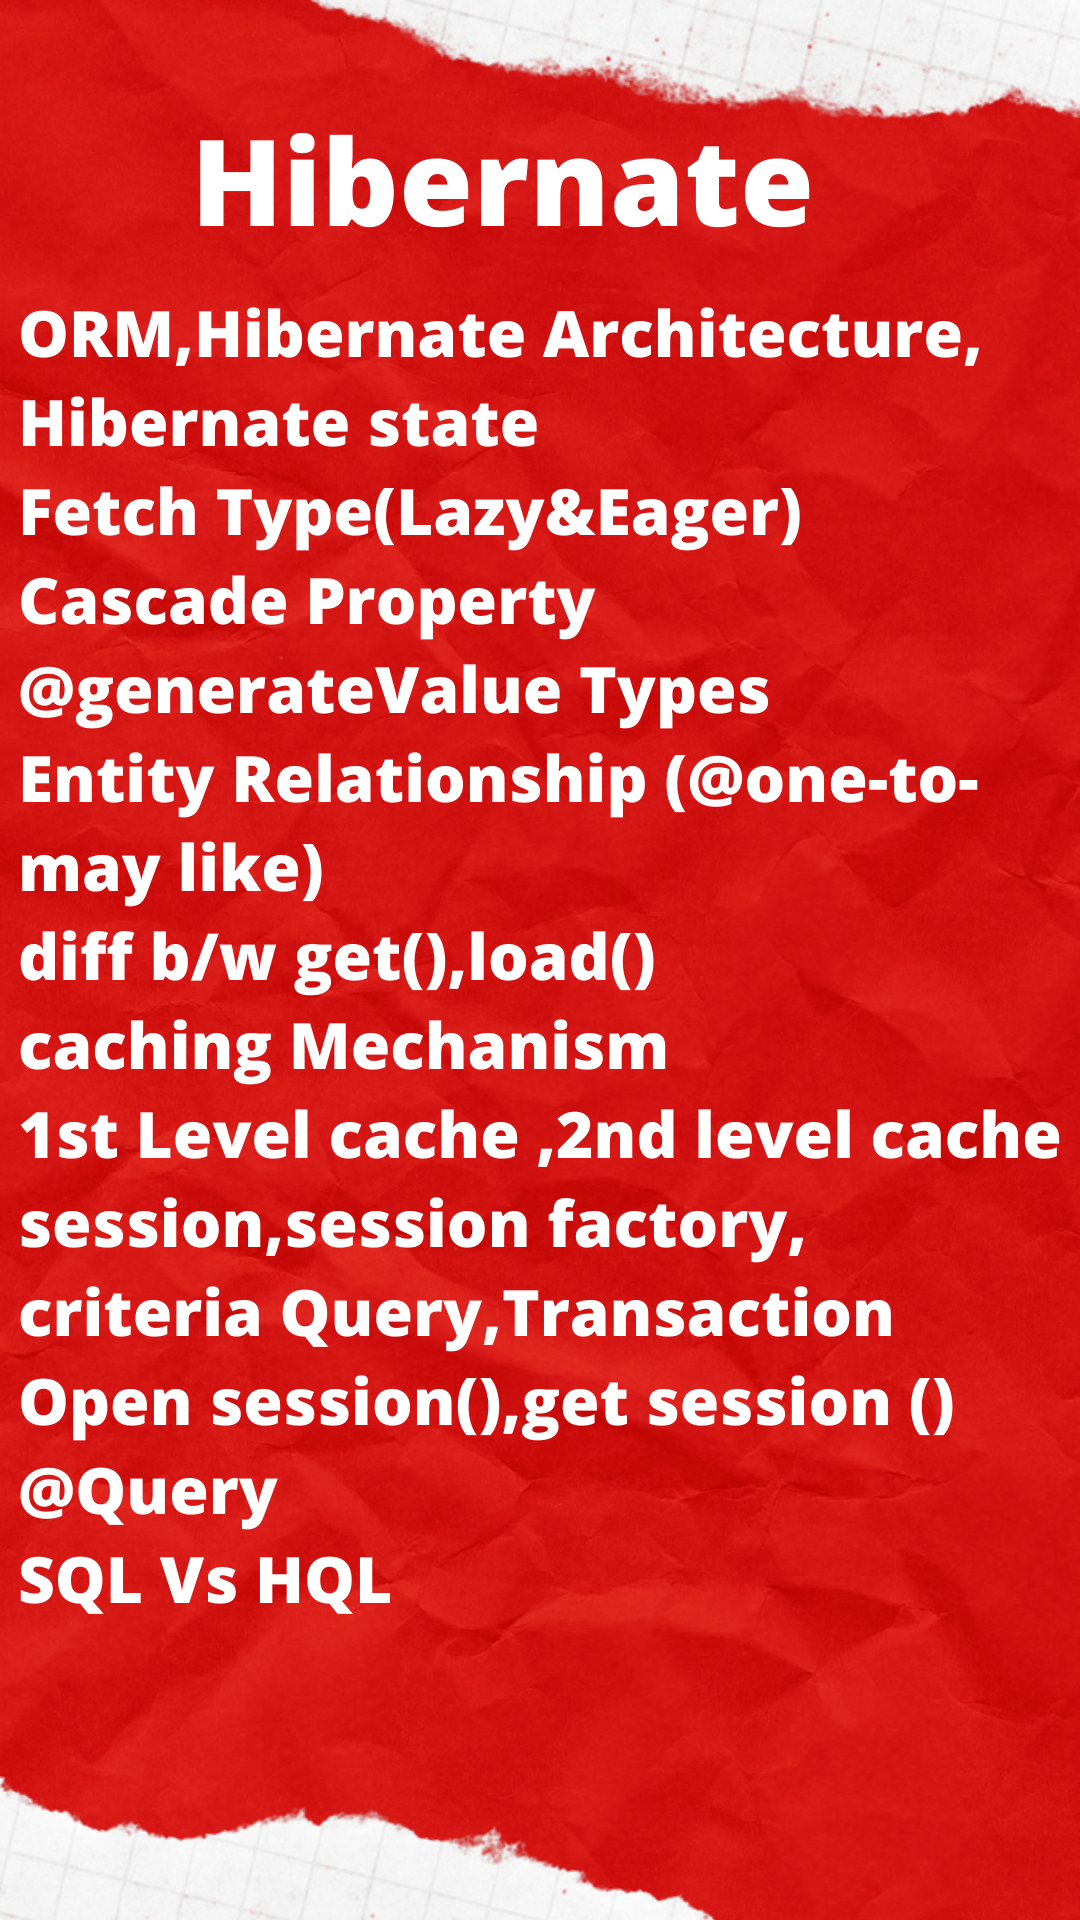 Hibernate
ORM,Hibernate Architecture,
Hibernate state
Fetch Type(Lazy&Eager)
Cascade Property
@generateValue Types
Entity Relationship (@one-to-
may like)
diff b/w get(),load()
caching Mechanism
1st Level cache ,2nd level cache
session,session factory,
criteria Query,Transaction
Open session(),get session ()
@Query
SQL Vs HQL